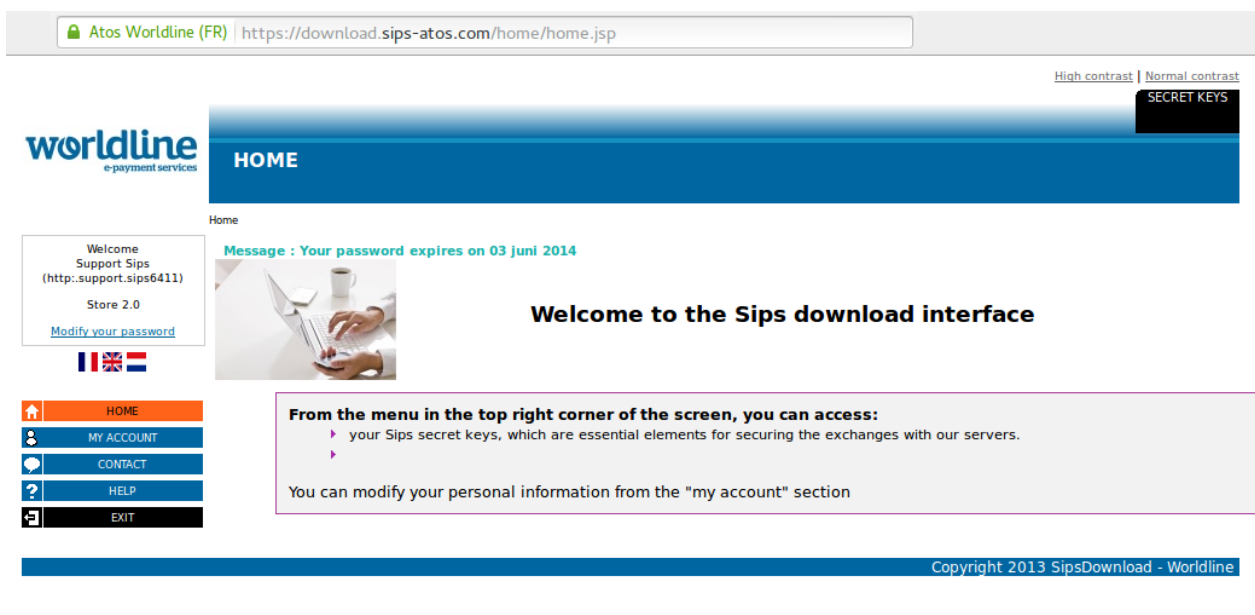 Atos Worldline (FR) https://download.sips-atos.com/home/home.jsp
High contrast | Normal contrast
SECRET KEYS
worldline
e-payment services
HOME
Home
Welcome
Support Sips
(http:.support.sips6411)
Store 2.0
Modify your password
Message : Your password expires on 03 juni 2014
Welcome to the Sips download interface
HOME
MY ACCOUNT
CONTACT
HELP
EXIT
From the menu in the top right corner of the screen, you can access:
your Sips secret keys, which are essential elements for securing the exchanges with our servers.
You can modify your personal information from the "my account" section
Copyright 2013 SipsDownload - Worldline